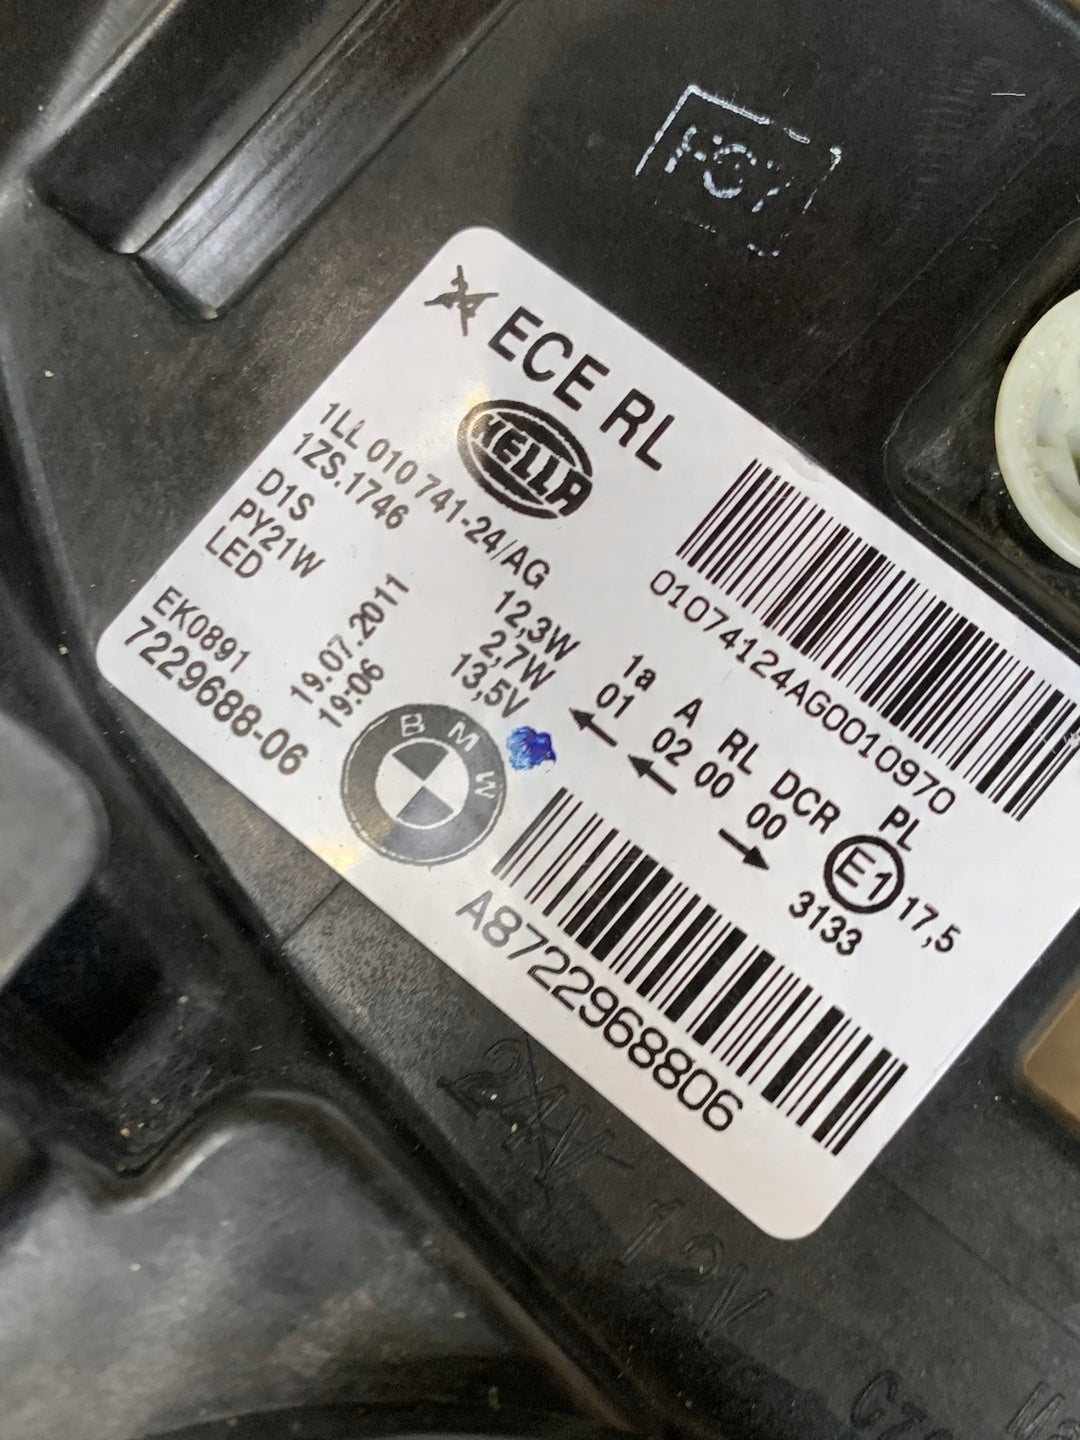 ECE RL
HELLA
1LL 010 741-24/AG
1ZS.1746
D1S
PY21W
LED
12,3W
2,7W
13,5V
EK0891
19.07.2011
19:06
7229688-06
BMW
01074124AG0010970
1a A RL DCR PL
01 02 00 00
E1
17,5
3133
A8722968806
24V 12V